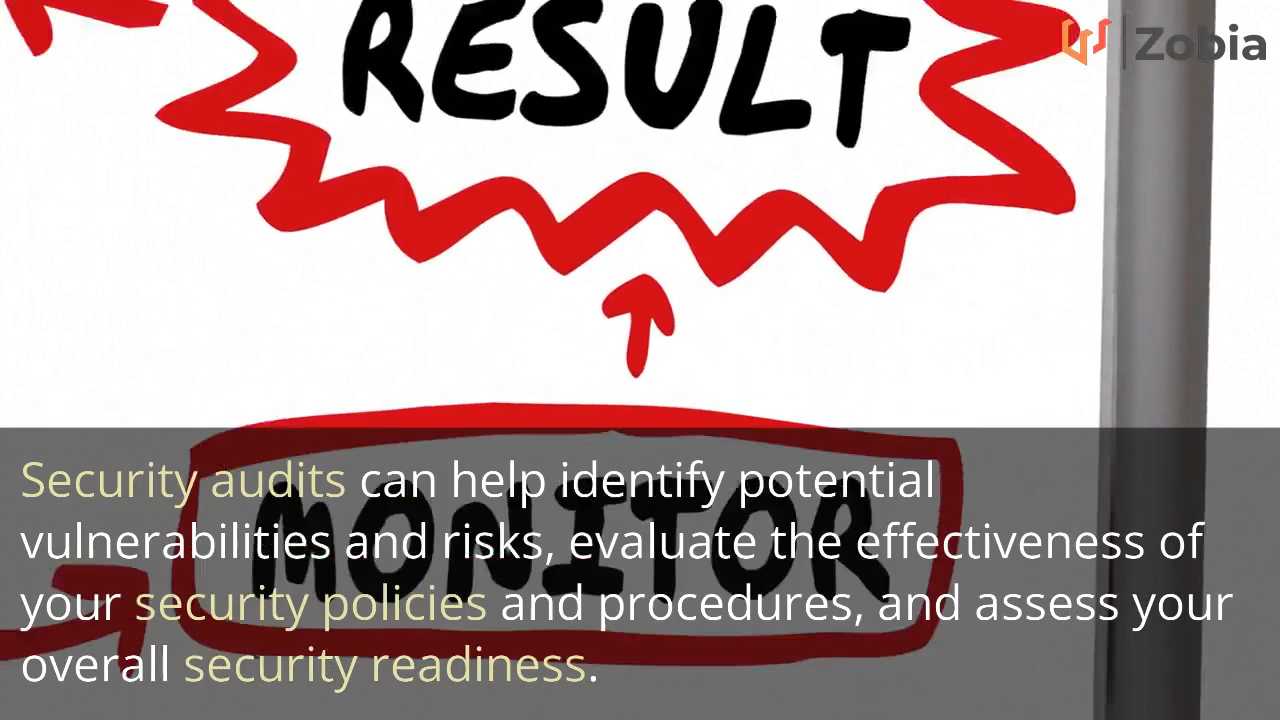 RESULT
Zobia
MONITOR
Security audits can help identify potential
vulnerabilities and risks, evaluate the effectiveness of
your security policies and procedures, and assess your
overall security readiness.